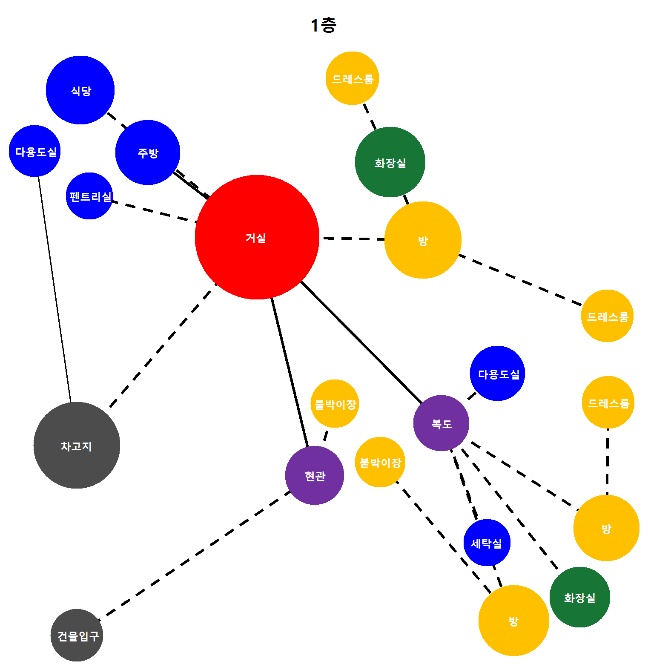 1층
드레스룸
식당
다용도실
주방
화장실
펜트리실
거실
방
드레스룸
다용도실
드레스룸
붙박이장
복도
차고지
붙박이장
현관
방
세탁실
화장실
방
건물입구